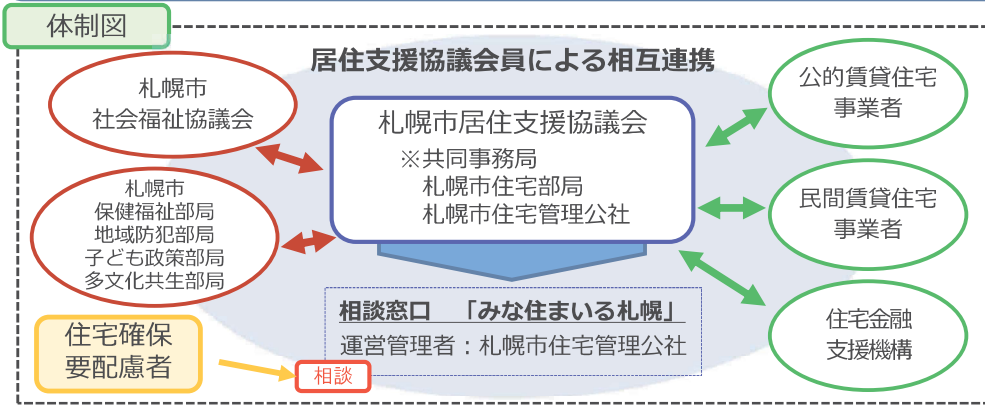 体制図
居住支援協議会員による相互連携
札幌市
社会福祉協議会
札幌市
保健福祉部局
地域防犯部局
子ども政策部局
多文化共生部局
札幌市居住支援協議会
※共同事務局
札幌市住宅部局
札幌市住宅管理公社
公的賃貸住宅
事業者
民間賃貸住宅
事業者
住宅金融
支援機構
相談窓口　「みな住まいる札幌」
運営管理者：札幌市住宅管理公社
住宅確保
要配慮者
相談